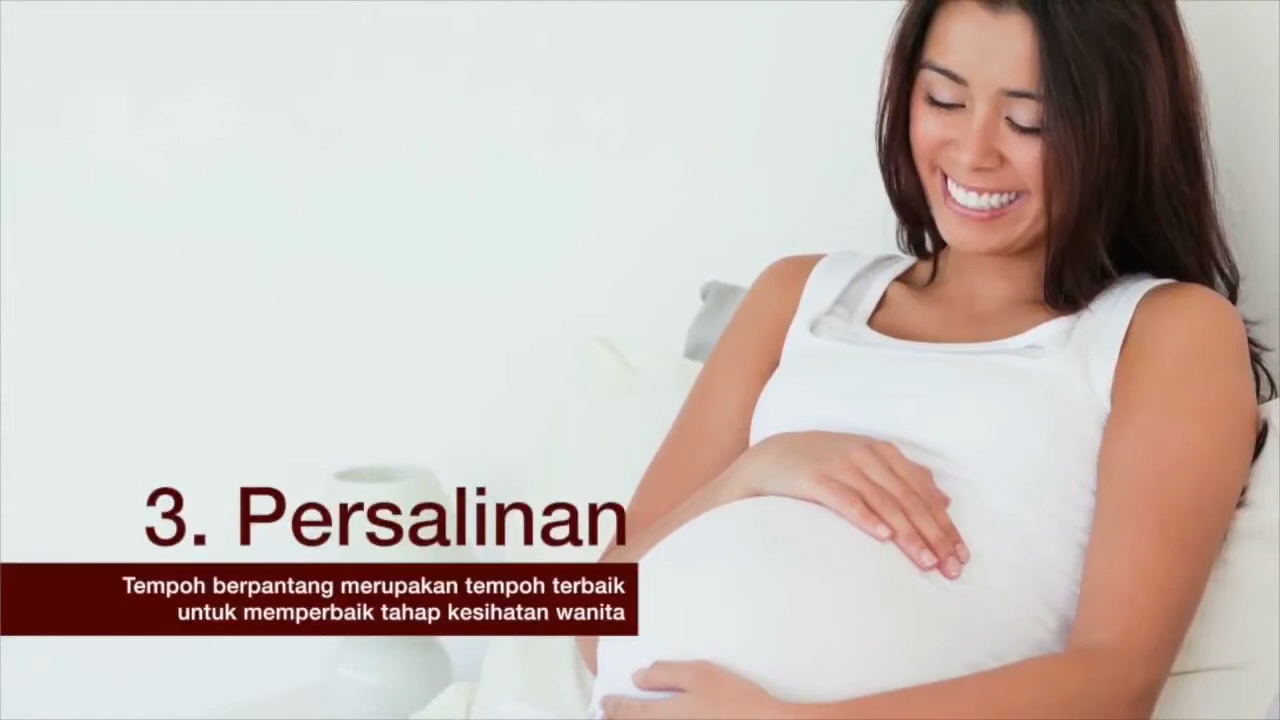 3. Persalinan
Tempoh berpantang merupakan tempoh terbaik
untuk memperbaik tahap kesihatan wanita